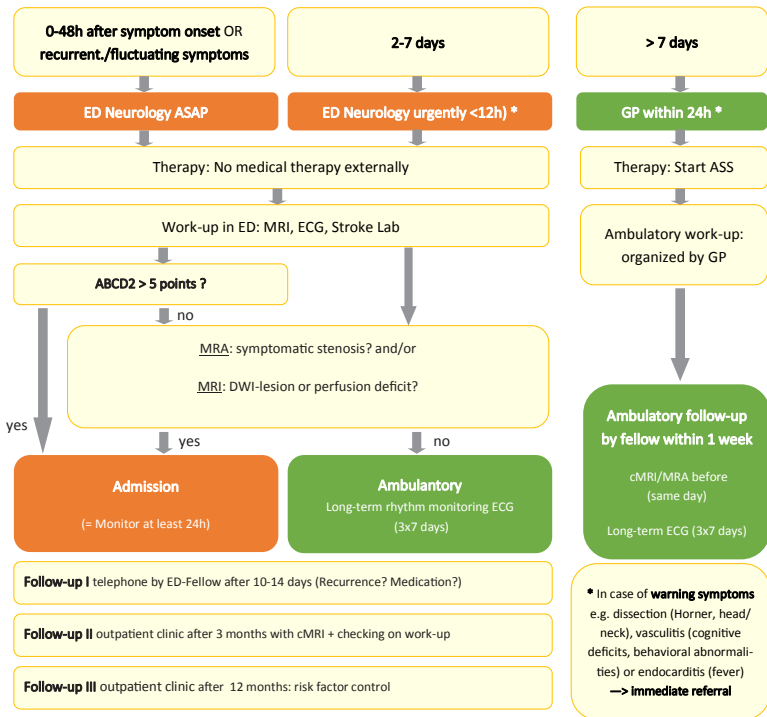 0-48h after symptom onset OR
recurrent./fluctuating symptoms
2-7 days
> 7 days
ED Neurology ASAP
ED Neurology urgently <12h) *
GP within 24h *
Therapy: No medical therapy externally
Therapy: Start ASS
Work-up in ED: MRI, ECG, Stroke Lab
Ambulatory work-up:
organized by GP
ABCD2 > 5 points ?
no
MRA: symptomatic stenosis? and/or
MRI: DWI-lesion or perfusion deficit?
yes
yes
no
Admission
(= Monitor at least 24h)
Ambulantory
Long-term rhythm monitoring ECG
(3x7 days)
Ambulatory follow-up
by fellow within 1 week
cMRI/MRA before
(same day)
Long-term ECG (3x7 days)
Follow-up I telephone by ED-Fellow after 10-14 days (Recurrence? Medication?)
Follow-up II outpatient clinic after 3 months with cMRI + checking on work-up
Follow-up III outpatient clinic after 12 months: risk factor control
* In case of warning symptoms
e.g. dissection (Horner, head/
neck), vasculitis (cognitive
deficits, behavioral abnormali-
ties) or endocarditis (fever)
—> immediate referral